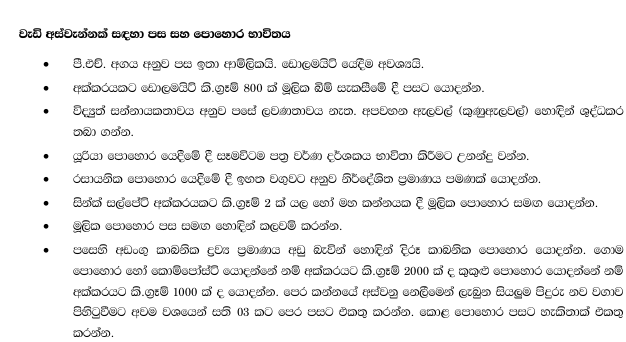 වැඩි අස්වැන්නක් සඳහා පස සහ පොහොර භාවිතය
• පී.එච්. අගය අනුව පස ඉතා ආම්ලිකයි. ඩොලමයිට් යෙදීම අවශ්‍යයි.
• අක්කරයකට ඩොලමයිට් කි.ග්‍රෑම් 800 ක් මූලික බිම් සැකසීමේ දී පසට යොදන්න.
• විද්‍යුත් සන්නායකතාවය අනුව පසේ ලවණතාවය නැත. අපවහන ඇලවල් (කුණුඇලවල්) හොඳින් ශුද්ධකර
තබා ගන්න.
• යූරියා පොහොර යෙදීමේ දී සෑමවිටම පත්‍ර වර්ණ දර්ශකය භාවිතා කිරීමට උනන්දු වන්න.
• රසායනික පොහොර යෙදීමේ දී ඉහත වගුවට අනුව නිර්දේශිත ප්‍රමාණය පමණක් යොදන්න.
• සින්ක් සල්පේට් අක්කරයකට කි.ග්‍රෑම් 2 ක් යල හෝ මහ කන්නයක දී මූලික පොහොර සමඟ යොදන්න.
• මූලික පොහොර පස සමඟ හොඳින් කලවම් කරන්න.
• පසෙහි අඩංගු කාබනික ද්‍රව්‍ය ප්‍රමාණය අඩු බැවින් හොඳින් දිරූ කාබනික පොහොර යොදන්න. ගොම
පොහොර හෝ කොම්පෝස්ට් යොදන්නේ නම් අක්කරයට කි.ග්‍රෑම් 2000 ක් ද කුකුළු පොහොර යොදන්නේ නම්
අක්කරයට කි.ග්‍රෑම් 1000 ක් ද යොදන්න. පෙර කන්නයේ අස්වනු නෙලීමෙන් ලැබුන සියලුම පිදුරු නව වගාව
පිහිටුවීමට අවම වශයෙන් සති 03 කට පෙර පසට එකතු කරන්න. කොළ පොහොර පසට හැකිතාක් එකතු
කරන්න.